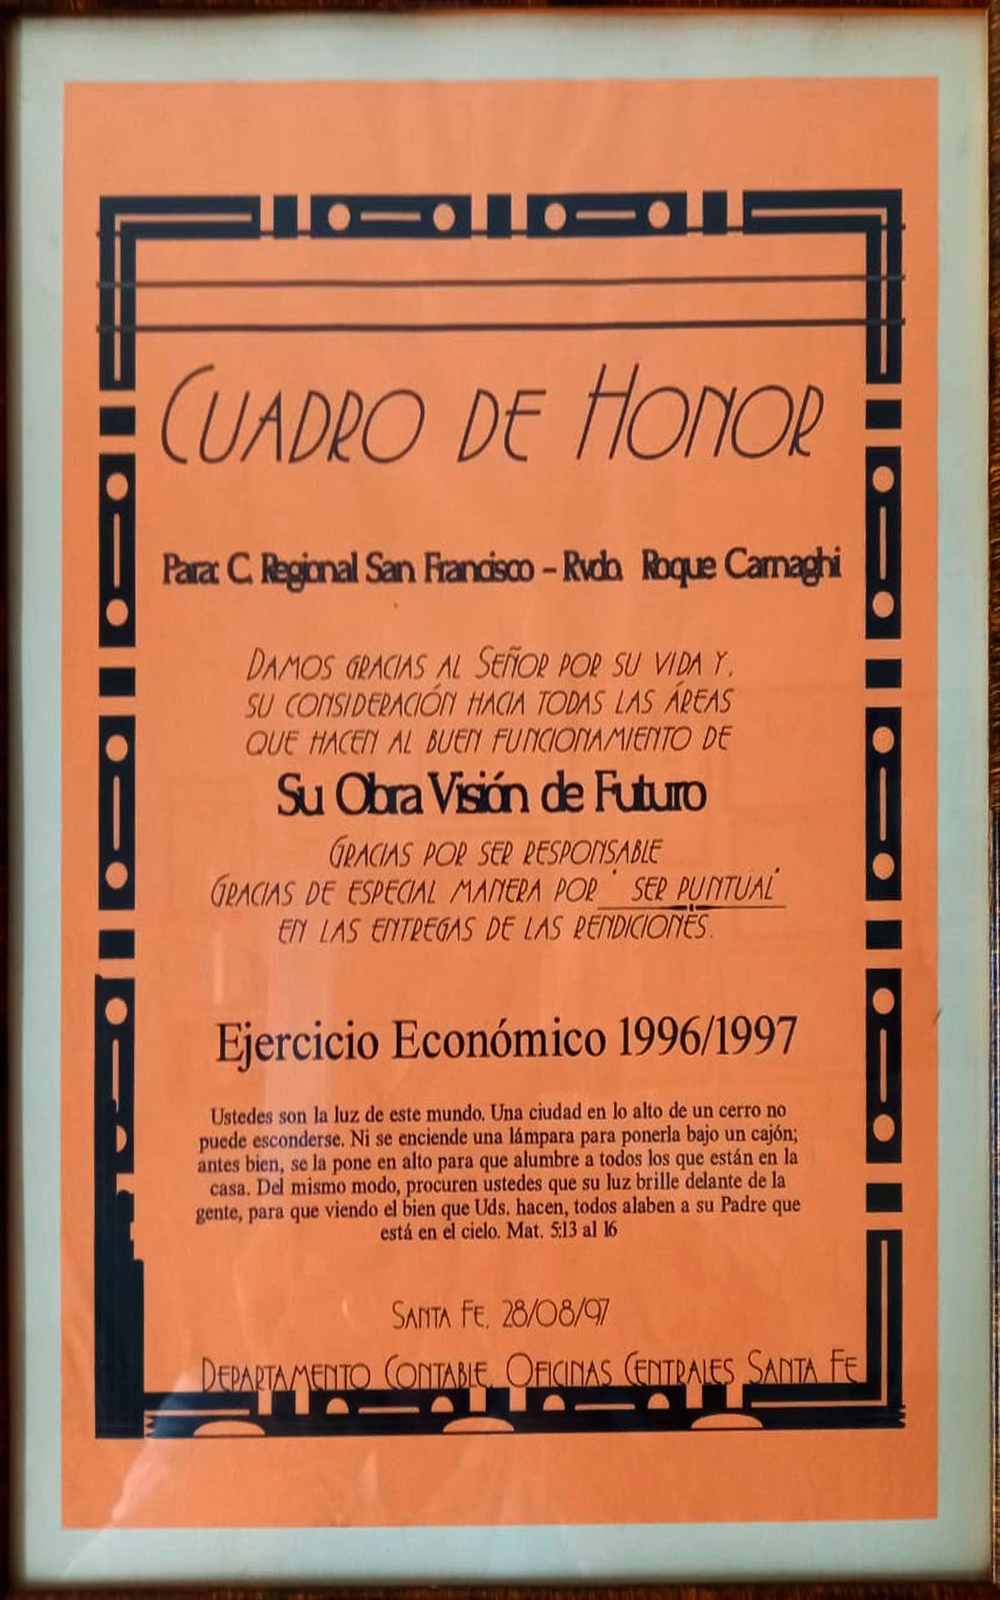 Cuadro de Honor
Para: C. Regional San Francisco – Rvdo. Roque Carnaghi
Damos gracias al Señor por su vida y,
su consideración hacia todas las áreas
que hacen al buen funcionamiento de
Su Obra Visión de Futuro
Gracias por ser responsable
Gracias de especial manera por ¨ ser puntual¨
en las entregas de las rendiciones.
Ejercicio Económico 1996/1997
Ustedes son la luz de este mundo. Una ciudad en lo alto de un cerro no
puede esconderse. Ni se enciende una lámpara para ponerla bajo un cajón;
antes bien, se la pone en alto para que alumbre a todos los que están en la
casa. Del mismo modo, procuren ustedes que su luz brille delante de la
gente, para que viendo el bien que Uds. hacen, todos alaben a su Padre que
está en el cielo. Mat. 5:13 al 16
Santa Fe, 28/08/97
Departamento Contable, Oficinas Centrales Santa Fe